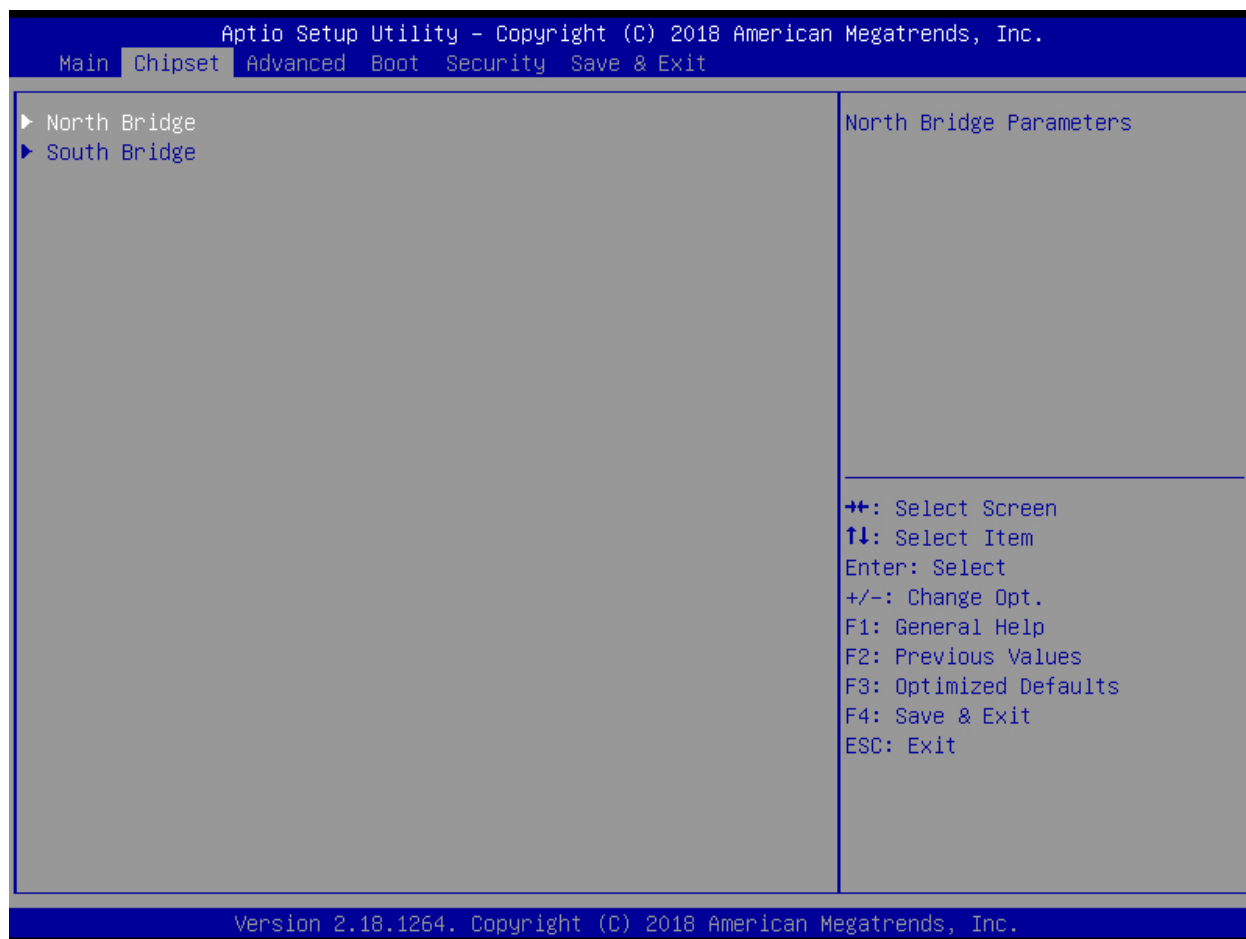 Aptio Setup Utility – Copyright (C) 2018 American Megatrends, Inc.
Main Chipset Advanced Boot Security Save & Exit
► North Bridge
► South Bridge
North Bridge Parameters
→←: Select Screen
↑↓: Select Item
Enter: Select
+/-: Change Opt.
F1: General Help
F2: Previous Values
F3: Optimized Defaults
F4: Save & Exit
ESC: Exit
Version 2.18.1264. Copyright (C) 2018 American Megatrends, Inc.